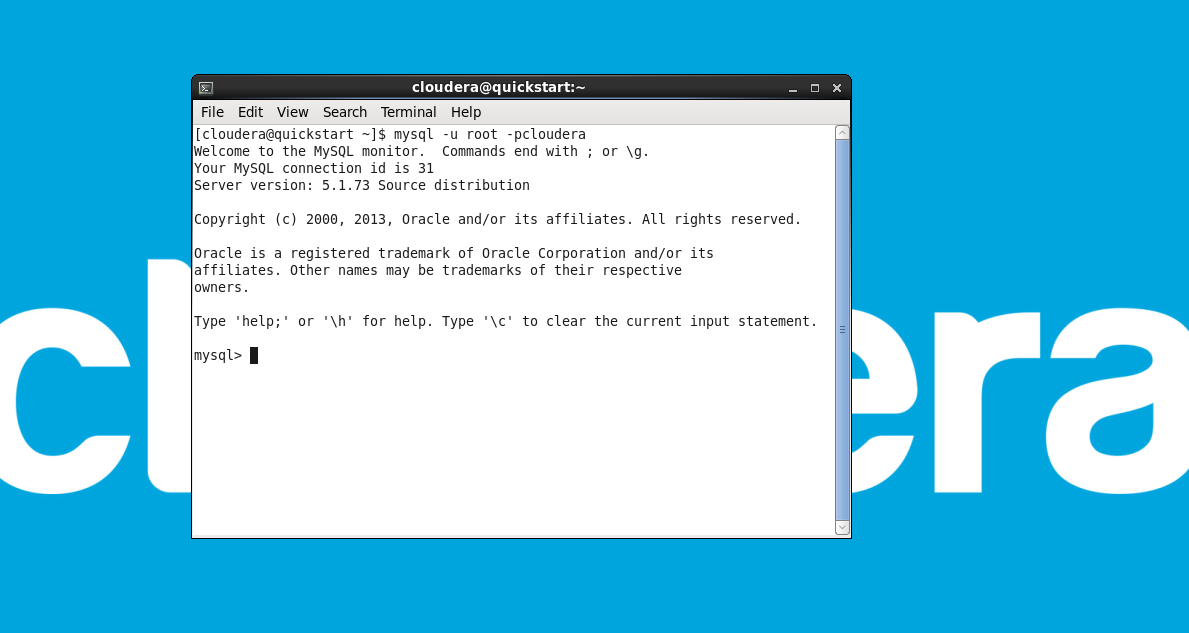 cloudera@quickstart:~
File Edit View Search Terminal Help
[cloudera@quickstart ~]$ mysql -u root -pcloudera
Welcome to the MySQL monitor.  Commands end with ; or \g.
Your MySQL connection id is 31
Server version: 5.1.73 Source distribution
Copyright (c) 2000, 2013, Oracle and/or its affiliates. All rights reserved.
Oracle is a registered trademark of Oracle Corporation and/or its
affiliates. Other names may be trademarks of their respective
owners.
Type 'help;' or '\h' for help. Type '\c' to clear the current input statement.
mysql>
cl era